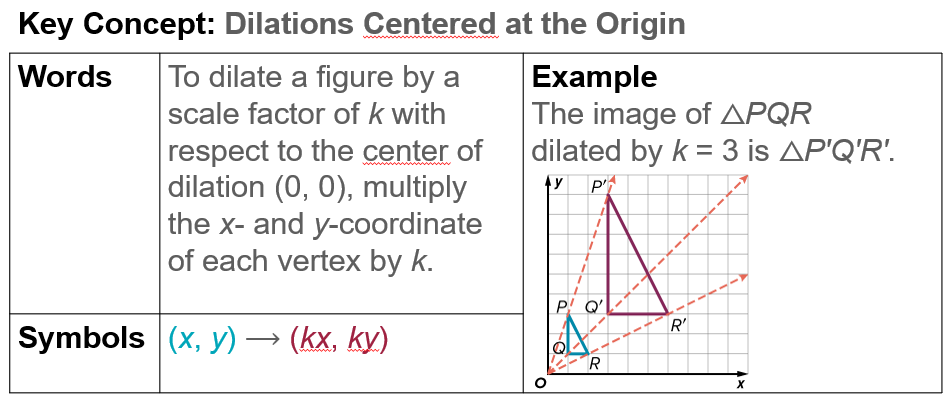 Key Concept: Dilations Centered at the Origin
Words
To dilate a figure by a
scale factor of k with
respect to the center of
dilation (0, 0), multiply
the x- and y-coordinate
of each vertex by k.
Example
The image of △PQR
dilated by k = 3 is △P'Q'R'.
y
P'
P
Q'
R'
Q
R
O
x
Symbols
(x, y) → (kx, ky)